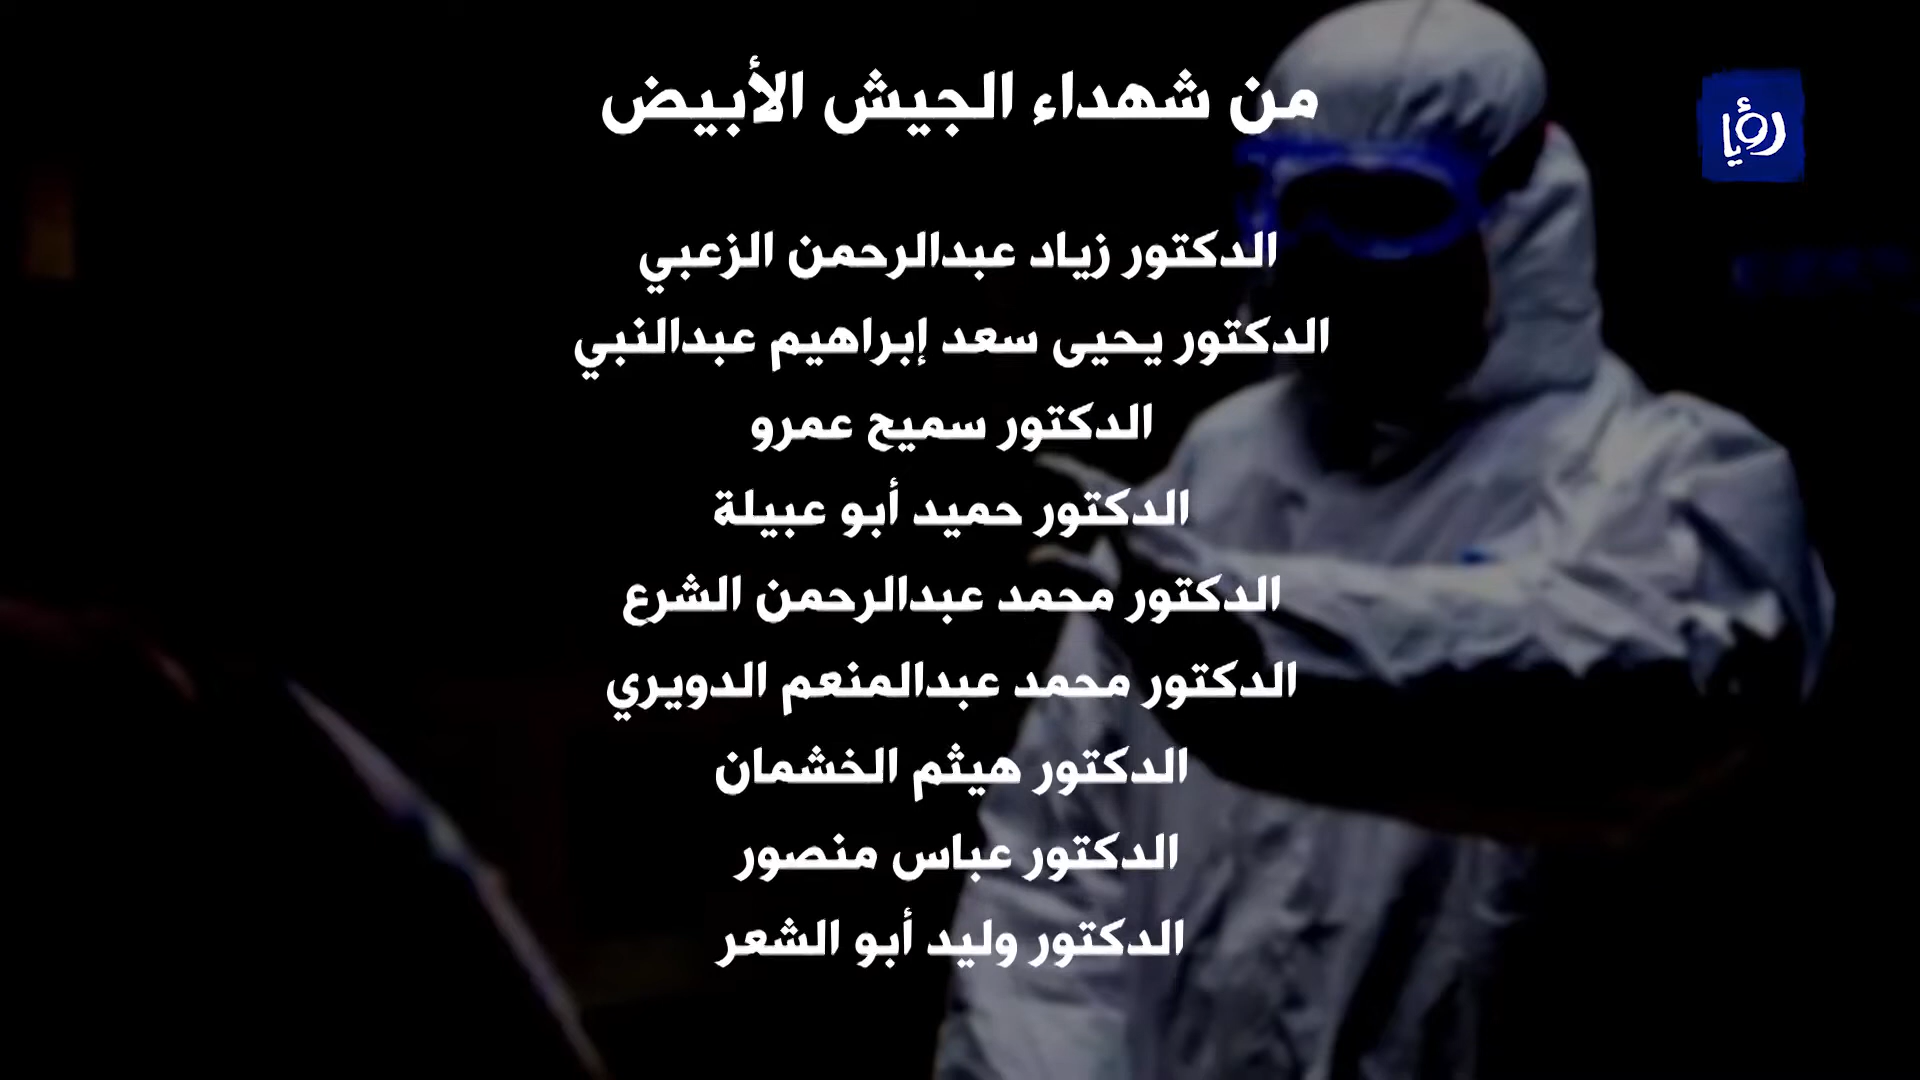 من شهداء الجيش الأبيض
رؤيا
الدكتور زياد عبدالرحمن الزعبي
الدكتور يحيى سعد إبراهيم عبدالنبي
الدكتور سميح عمرو
الدكتور حميد أبو عبيلة
الدكتور محمد عبدالرحمن الشرع
الدكتور محمد عبدالمنعم الدويري
الدكتور هيثم الخشمان
الدكتور عباس منصور
الدكتور وليد أبو الشعر